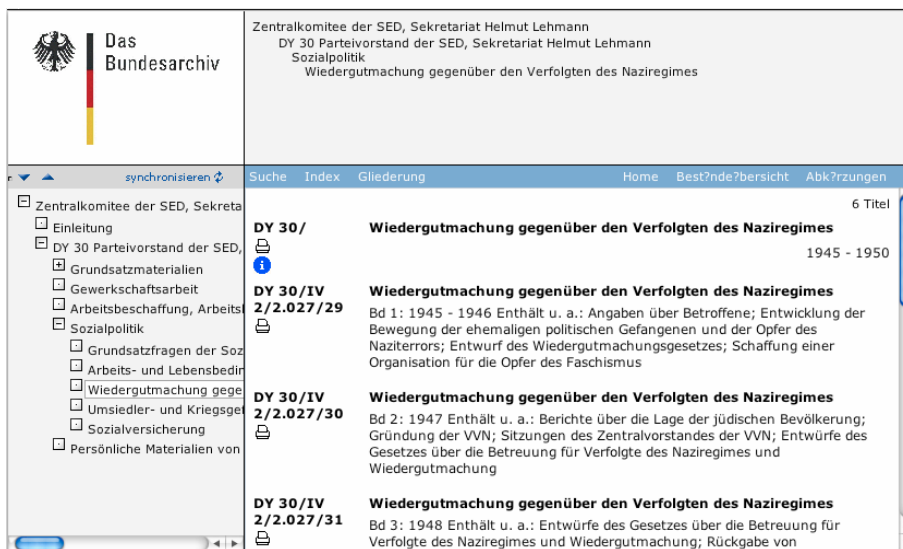 Das
Bundesarchiv
Zentralkomitee der SED, Sekretariat Helmut Lehmann
DY 30 Parteivorstand der SED, Sekretariat Helmut Lehmann
Sozialpolitik
Wiedergutmachung gegenüber den Verfolgten des Naziregimes
synchronisieren
Suche Index Gliederung Home Best?nde?bersicht Abk?rzungen
Zentralkomitee der SED, Sekreta
Einleitung
DY 30 Parteivorstand der SED,
Grundsatzmaterialien
Gewerkschaftsarbeit
Arbeitsbeschaffung, Arbeits
Sozialpolitik
Grundsatzfragen der Soz
Arbeits- und Lebensbedin
Wiedergutmachung gege
Umsiedler- und Kriegsge
Sozialversicherung
Persönliche Materialien von
6 Titel
DY 30/ Wiedergutmachung gegenüber den Verfolgten des Naziregimes
1945 - 1950
DY 30/IV Wiedergutmachung gegenüber den Verfolgten des Naziregimes
2/2.027/29 Bd 1: 1945 - 1946 Enthält u. a.: Angaben über Betroffene; Entwicklung der
Bewegung der ehemaligen politischen Gefangenen und der Opfer des
Naziterrors; Entwurf des Wiedergutmachungsgesetzes; Schaffung einer
Organisation für die Opfer des Faschismus
DY 30/IV Wiedergutmachung gegenüber den Verfolgten des Naziregimes
2/2.027/30 Bd 2: 1947 Enthält u. a.: Berichte über die Lage der jüdischen Bevölkerung;
Gründung der VVN; Sitzungen des Zentralvorstandes der VVN; Entwürfe des
Gesetzes über die Betreuung für Verfolgte des Naziregimes und
Wiedergutmachung
DY 30/IV Wiedergutmachung gegenüber den Verfolgten des Naziregimes
2/2.027/31 Bd 3: 1948 Enthält u. a.: Entwürfe des Gesetzes über die Betreuung für
Verfolgte des Naziregimes und Wiedergutmachung; Rückgabe von